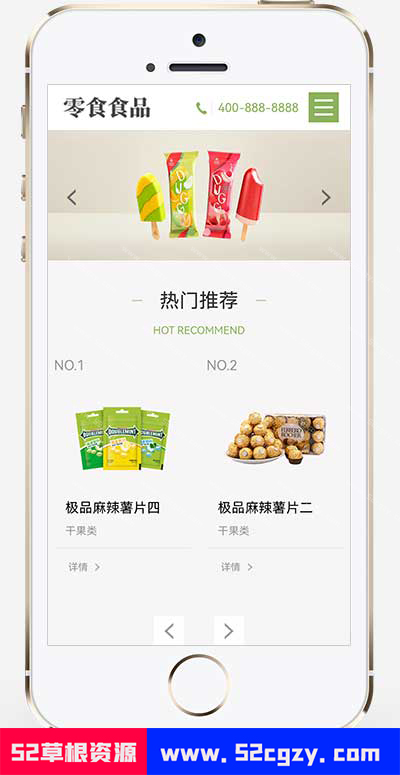 零食食品
400-888-8888
DUGG DUGG
热门推荐
HOT RECOMMEND
NO.1 NO.2
DOUBLEMINT
FERRERO
ROCHER
极品麻辣薯片四 极品麻辣薯片二
干果类 干果类
详情 > 详情 >
52草根资源 www.52cgzy.com